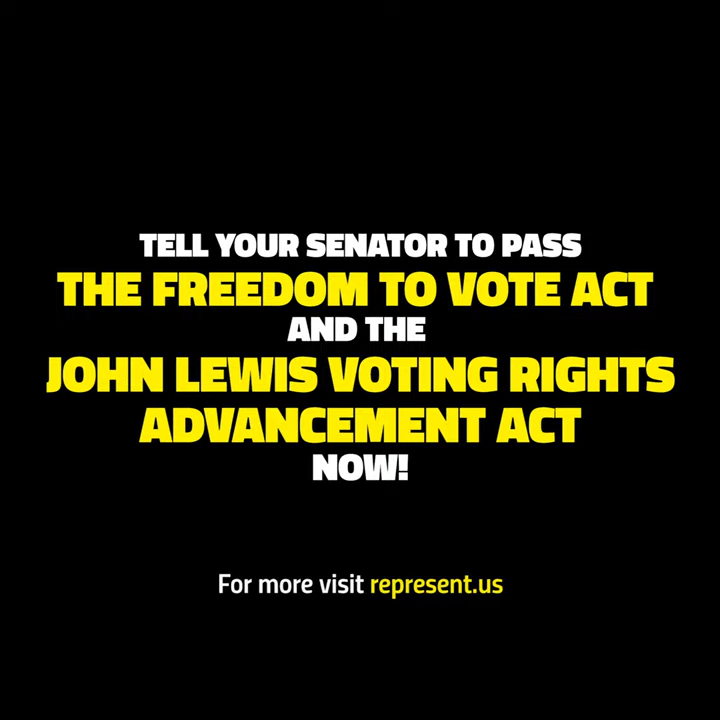 TELL YOUR SENATOR TO PASS
THE FREEDOM TO VOTE ACT
AND THE
JOHN LEWIS VOTING RIGHTS
ADVANCEMENT ACT
NOW!
For more visit represent.us